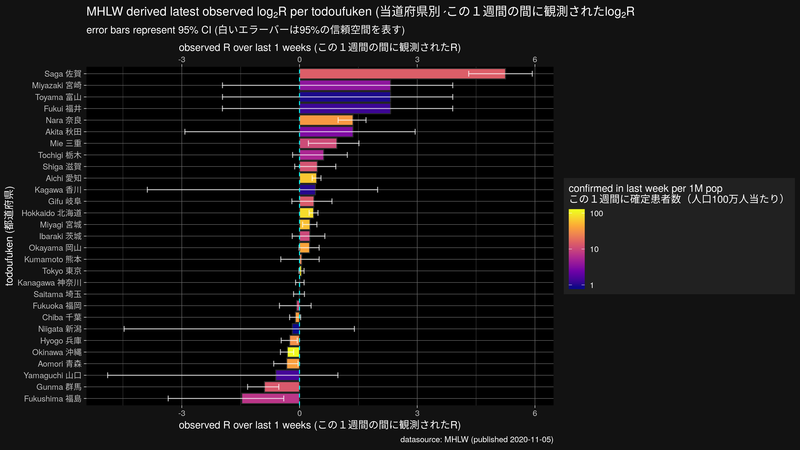 MHLW derived latest observed log₂R per todoufuken (当道府県別 ·この１週間の間に観測されたlog₂R
error bars represent 95% CI (白いエラーバーは95%の信頼空間を表す)
observed R over last 1 weeks (この１週間の間に観測されたR)
-3 0 3 6
todoufuken (都道府県)
Saga 佐賀
Miyazaki 宮崎
Toyama 富山
Fukui 福井
Nara 奈良
Akita 秋田
Mie 三重
Tochigi 栃木
Shiga 滋賀
Aichi 愛知
Kagawa 香川
Gifu 岐阜
Hokkaido 北海道
Miyagi 宮城
Ibaraki 茨城
Okayama 岡山
Kumamoto 熊本
Tokyo 東京
Kanagawa 神奈川
Saitama 埼玉
Fukuoka 福岡
Chiba 千葉
Niigata 新潟
Hyogo 兵庫
Okinawa 沖縄
Aomori 青森
Yamaguchi 山口
Gunma 群馬
Fukushima 福島
-3 0 3 6
observed R over last 1 weeks (この１週間の間に観測されたR)
datasource: MHLW (published 2020-11-05)
confirmed in last week per 1M pop
この１週間に確定患者数（人口100万人当たり）
100
10
1